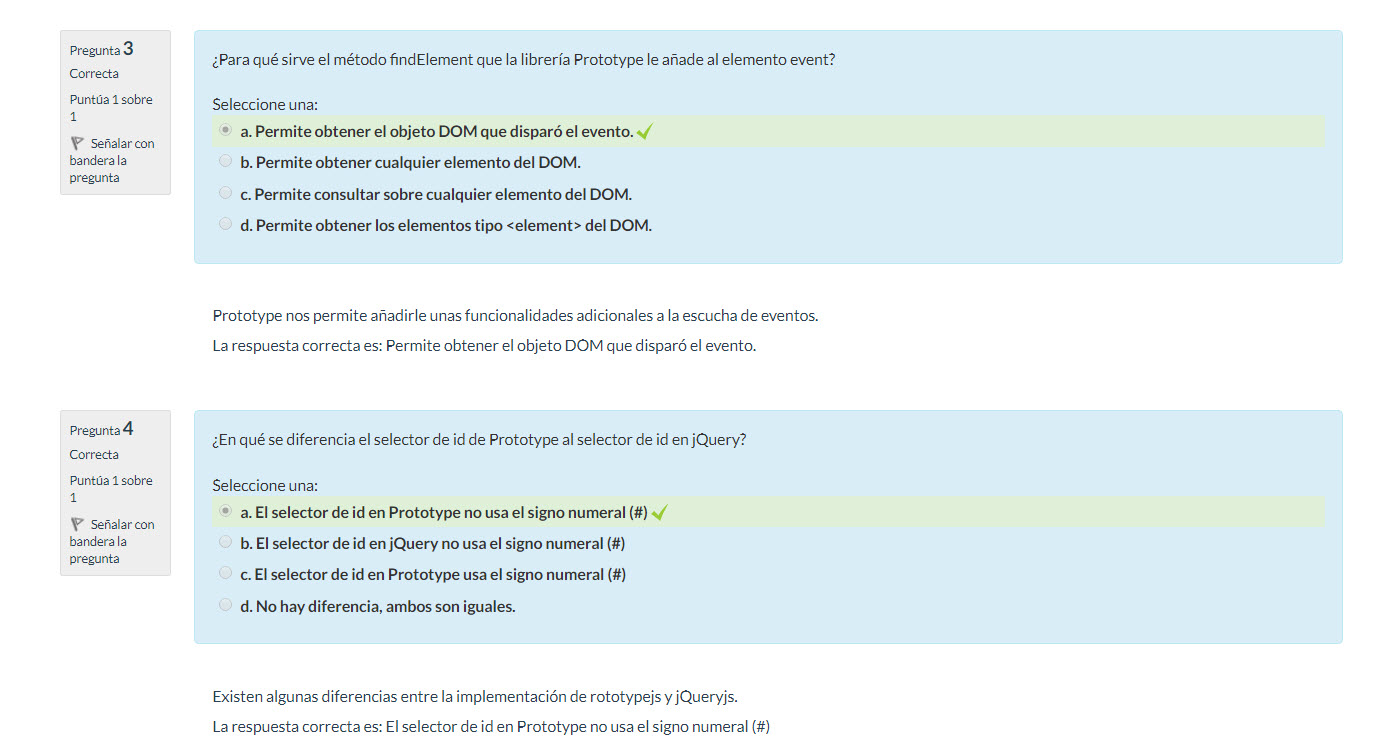 Pregunta 3
Correcta
Puntúa 1 sobre
1
Señalar con
bandera la
pregunta
¿Para qué sirve el método findElement que la librería Prototype le añade al elemento event?
Seleccione una:
a. Permite obtener el objeto DOM que disparó el evento.
b. Permite obtener cualquier elemento del DOM.
c. Permite consultar sobre cualquier elemento del DOM.
d. Permite obtener los elementos tipo <element> del DOM.
Prototype nos permite añadirle unas funcionalidades adicionales a la escucha de eventos.
La respuesta correcta es: Permite obtener el objeto DOM que disparó el evento.
Pregunta 4
Correcta
Puntúa 1 sobre
1
Señalar con
bandera la
pregunta
¿En qué se diferencia el selector de id de Prototype al selector de id en jQuery?
Seleccione una:
a. El selector de id en Prototype no usa el signo numeral (#)
b. El selector de id en jQuery no usa el signo numeral (#)
c. El selector de id en Prototype usa el signo numeral (#)
d. No hay diferencia, ambos son iguales.
Existen algunas diferencias entre la implementación de rototypejs y jQueryjs.
La respuesta correcta es: El selector de id en Prototype no usa el signo numeral (#)